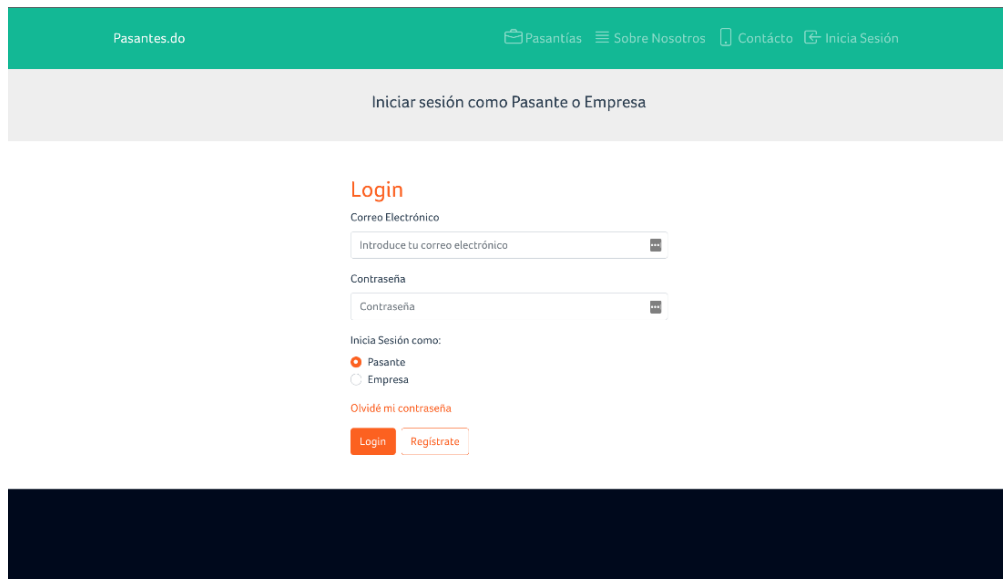 Pasantes.do
Pasantías Sobre Nosotros Contácto Inicia Sesión
Iniciar sesión como Pasante o Empresa
Login
Correo Electrónico
Introduce tu correo electrónico
Contraseña
Contraseña
Inicia Sesión como:
Pasante
Empresa
Olvidé mi contraseña
Login Regístrate